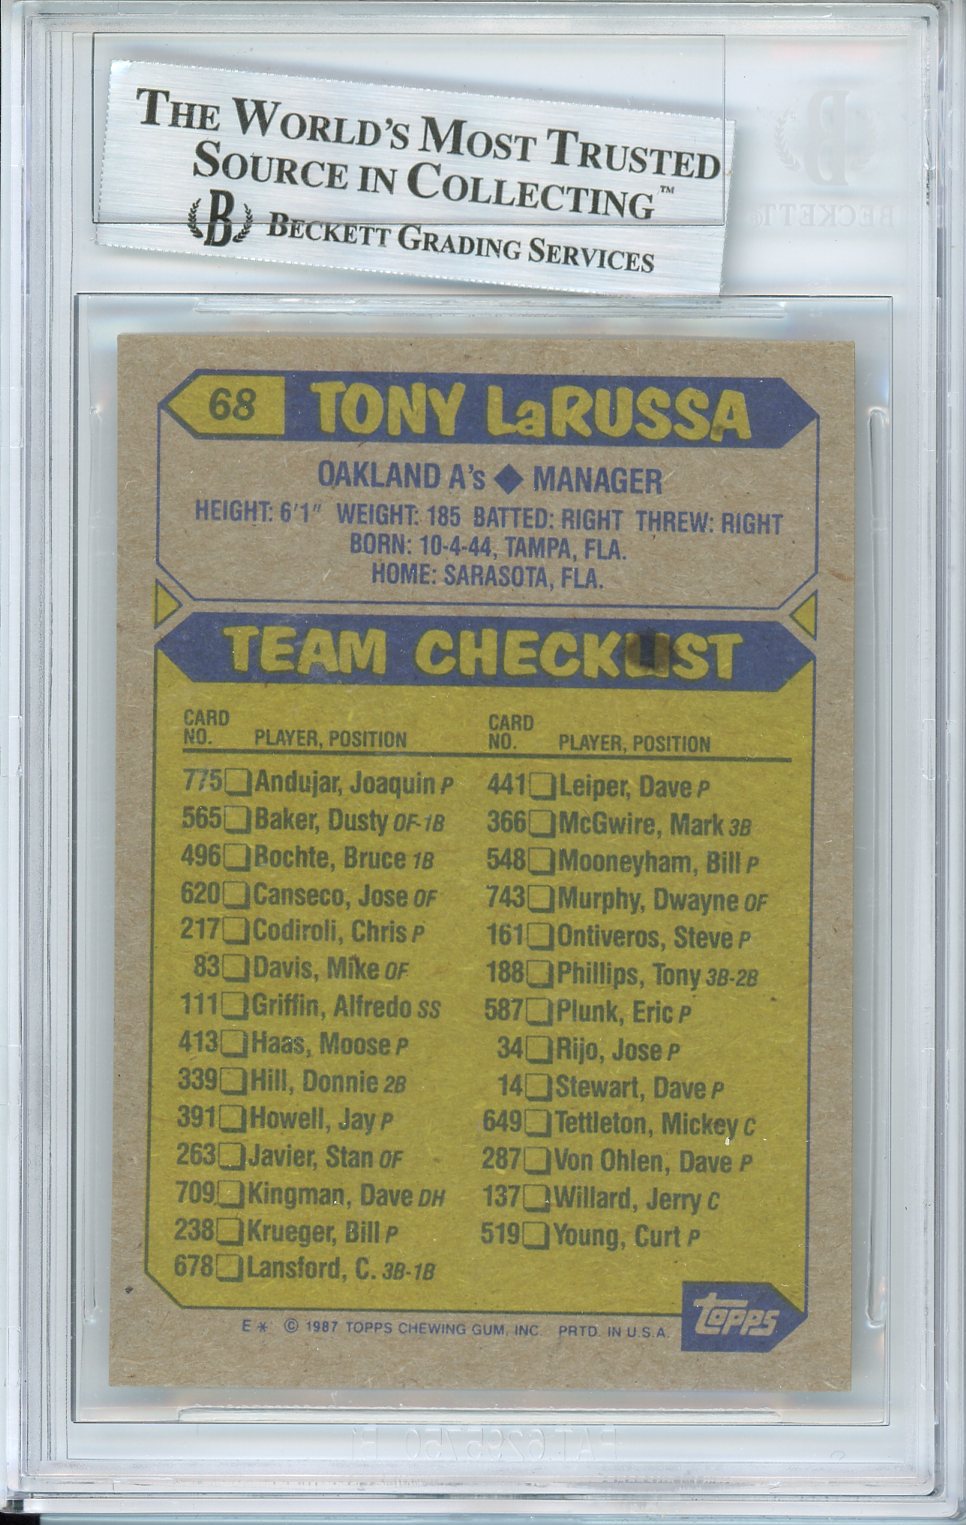 THE WORLD'S MOST TRUSTED
SOURCE IN COLLECTING™
B BECKETT GRADING SERVICES
68 TONY LaRUSSA
OAKLAND A's ◆ MANAGER
HEIGHT: 6'1" WEIGHT: 185 BATTED: RIGHT THREW: RIGHT
BORN: 10-4-44, TAMPA, FLA.
HOME: SARASOTA, FLA.
TEAM CHECKLIST
CARD NO. PLAYER, POSITION
775 Andujar, Joaquin P
565 Baker, Dusty OF-1B
496 Bochte, Bruce 1B
620 Canseco, Jose OF
217 Codiroli, Chris P
83 Davis, Mike OF
111 Griffin, Alfredo SS
413 Haas, Moose P
339 Hill, Donnie 2B
391 Howell, Jay P
263 Javier, Stan OF
709 Kingman, Dave DH
238 Krueger, Bill P
678 Lansford, C. 3B-1B
CARD NO. PLAYER, POSITION
441 Leiper, Dave P
366 McGwire, Mark 3B
548 Mooneyham, Bill P
743 Murphy, Dwayne OF
161 Ontiveros, Steve P
188 Phillips, Tony 3B-2B
587 Plunk, Eric P
34 Rijo, Jose P
14 Stewart, Dave P
649 Tettleton, Mickey C
287 Von Ohlen, Dave P
137 Willard, Jerry C
519 Young, Curt P
E * © 1987 TOPPS CHEWING GUM, INC. PRTD. IN U.S.A.
topps